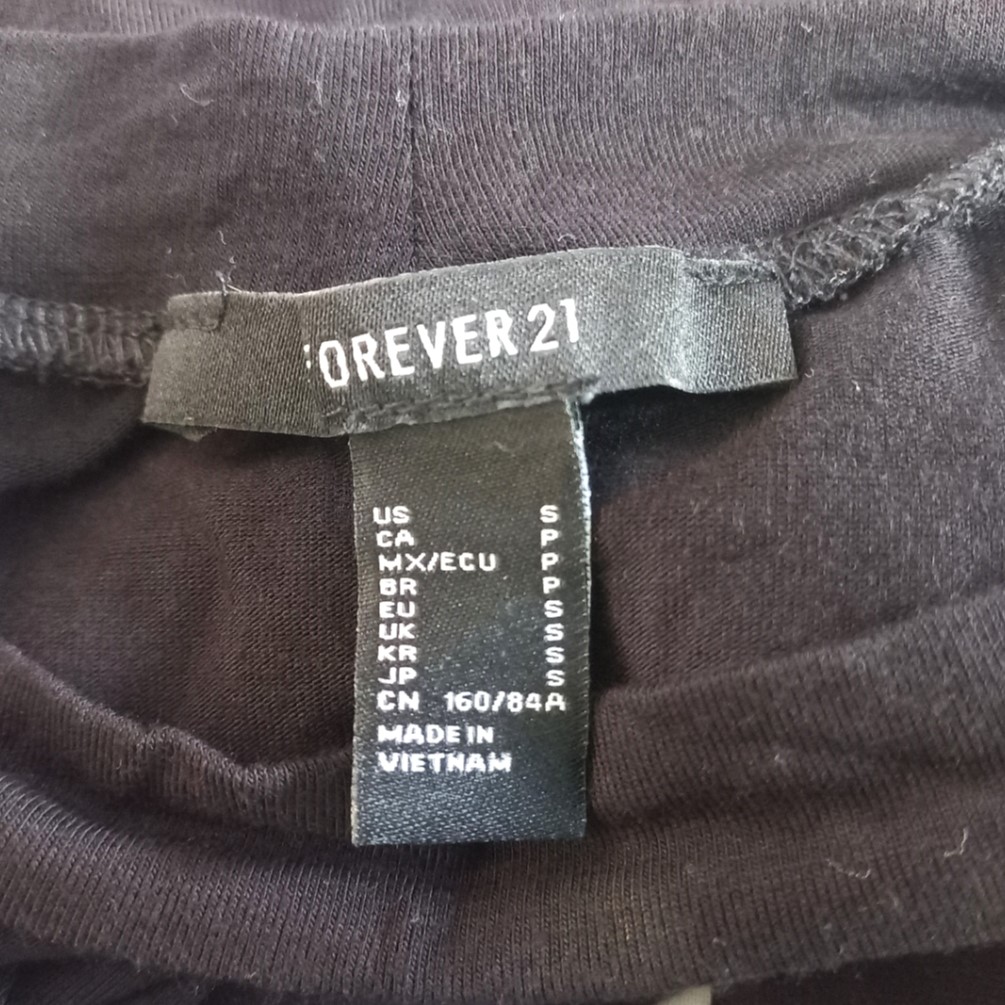 FOREVER 21
US S
CA P
MX/ECU P
BR P
EU S
UK S
KR S
JP S
CN 160/84A
MADE IN
VIETNAM